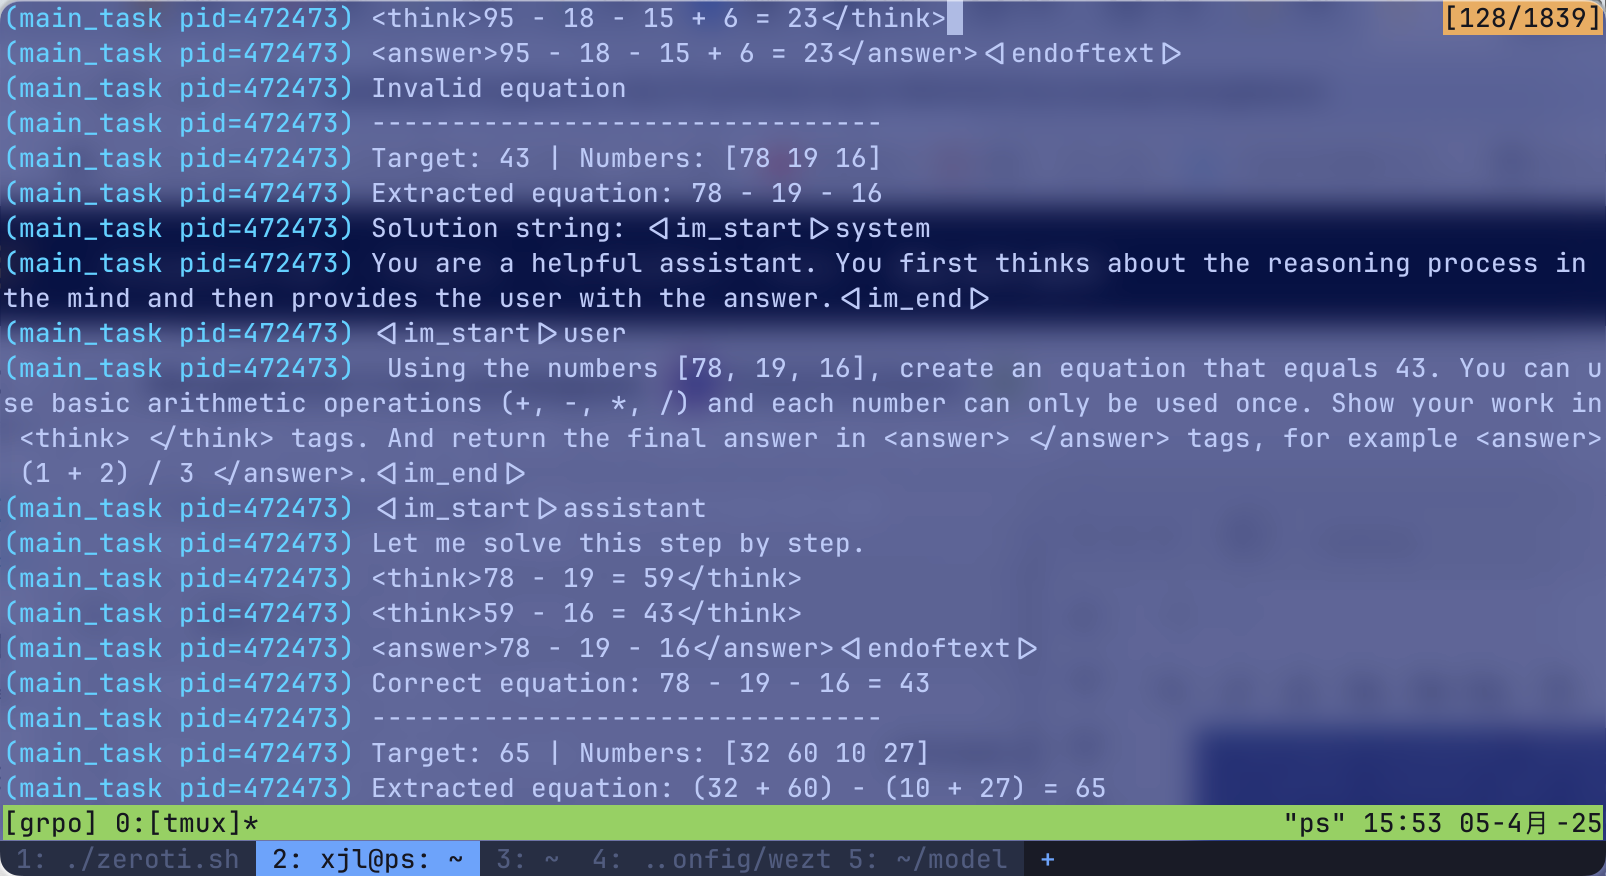 (main_task pid=472473) <think>95 - 18 - 15 + 6 = 23</think> [128/1839]
(main_task pid=472473) <answer>95 - 18 - 15 + 6 = 23</answer><|endoftext|>
(main_task pid=472473) Invalid equation
(main_task pid=472473) --------------------------------
(main_task pid=472473) Target: 43 | Numbers: [78 19 16]
(main_task pid=472473) Extracted equation: 78 - 19 - 16
(main_task pid=472473) Solution string: <|im_start|>system
(main_task pid=472473) You are a helpful assistant. You first thinks about the reasoning process in
the mind and then provides the user with the answer.<|im_end|>
(main_task pid=472473) <|im_start|>user
(main_task pid=472473)  Using the numbers [78, 19, 16], create an equation that equals 43. You can u
se basic arithmetic operations (+, -, *, /) and each number can only be used once. Show your work in
 <think> </think> tags. And return the final answer in <answer> </answer> tags, for example <answer>
 (1 + 2) / 3 </answer>.<|im_end|>
(main_task pid=472473) <|im_start|>assistant
(main_task pid=472473) Let me solve this step by step.
(main_task pid=472473) <think>78 - 19 = 59</think>
(main_task pid=472473) <think>59 - 16 = 43</think>
(main_task pid=472473) <answer>78 - 19 - 16</answer><|endoftext|>
(main_task pid=472473) Correct equation: 78 - 19 - 16 = 43
(main_task pid=472473) --------------------------------
(main_task pid=472473) Target: 65 | Numbers: [32 60 10 27]
(main_task pid=472473) Extracted equation: (32 + 60) - (10 + 27) = 65
[grpo] 0:[tmux]* "ps" 15:53 05-4月-25
1: ./zeroti.sh 2: xjl@ps: ~ 3: ~ 4: ..onfig/wezt 5: ~/model +